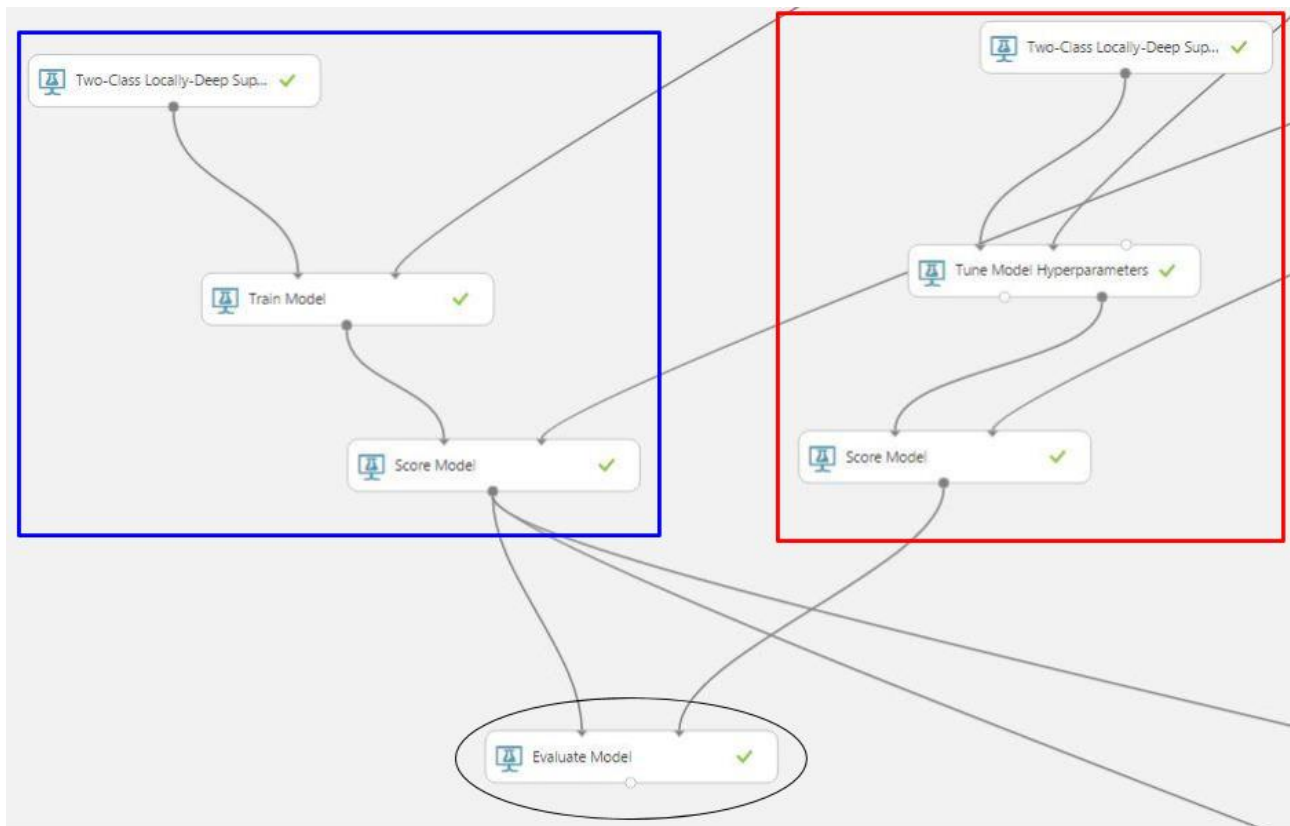 Two-Class Locally-Deep Sup...
Two-Class Locally-Deep Sup...
Train Model
Tune Model Hyperparameters
Score Model
Score Model
Evaluate Model